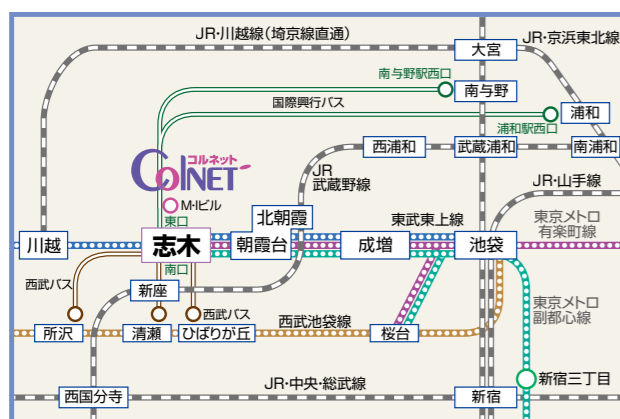 JR・川越線（埼京線直通）
大宮
JR・京浜東北線
南与野駅西口
南与野
国際興行バス
浦和
浦和駅西口
コルネット
ColNET
西浦和
武蔵浦和
南浦和
JR
武蔵野線
M・Iビル
JR・山手線
東口
北朝霞
東武東上線
東京メトロ
有楽町線
川越
志木
朝霞台
成増
池袋
南口
西武バス
新座
西武バス
東京メトロ
副都心線
所沢
清瀬
ひばりが丘
西武池袋線
桜台
新宿三丁目
JR・中央・総武線
西国分寺
新宿